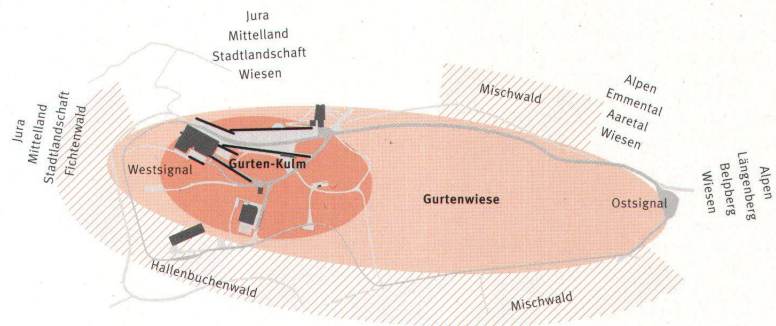 Jura
Mittelland
Stadtlandschaft
Wiesen
Mischwald
Alpen
Emmental
Aaretal
Wiesen
Jura
Mittelland
Stadtlandschaft
Fichtenwald
Westsignal
Gurten-Kulm
Gurtenwiese
Ostsignal
Alpen
Längenberg
Belpberg
Wiesen
Hallenbuchenwald
Mischwald